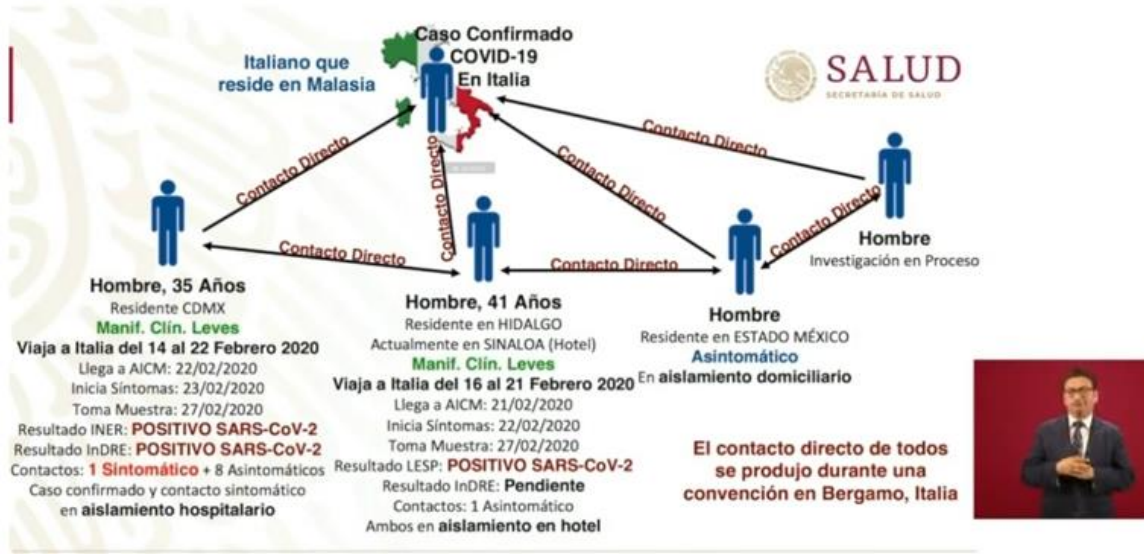 Italiano que
reside en Malasia
Caso Confirmado
COVID-19
En Italia
SALUD
SECRETARÍA DE SALUD
Contacto Directo
Contacto Directo
Contacto Directo
Contacto Directo
Contacto Directo
Contacto Directo
Contacto Directo
Hombre, 35 Años
Residente CDMX
Manif. Clín. Leves
Viaja a Italia del 14 al 22 Febrero 2020
Llega a AICM: 22/02/2020
Inicia Síntomas: 23/02/2020
Toma Muestra: 27/02/2020
Resultado INER: POSITIVO SARS-CoV-2
Resultado InDRE: POSITIVO SARS-CoV-2
Contactos: 1 Sintomático + 8 Asintomáticos
Caso confirmado y contacto sintomático
en aislamiento hospitalario
Hombre, 41 Años
Residente en HIDALGO
Actualmente en SINALOA (Hotel)
Manif. Clín. Leves
Viaja a Italia del 16 al 21 Febrero 2020
Llega a AICM: 21/02/2020
Inicia Síntomas: 22/02/2020
Toma Muestra: 27/02/2020
Resultado LESP: POSITIVO SARS-CoV-2
Resultado InDRE: Pendiente
Contactos: 1 Asintomático
Ambos en aislamiento en hotel
Hombre
Residente en ESTADO MÉXICO
Asintomático
En aislamiento domiciliario
Hombre
Investigación en Proceso
El contacto directo de todos
se produjo durante una
convención en Bergamo, Italia